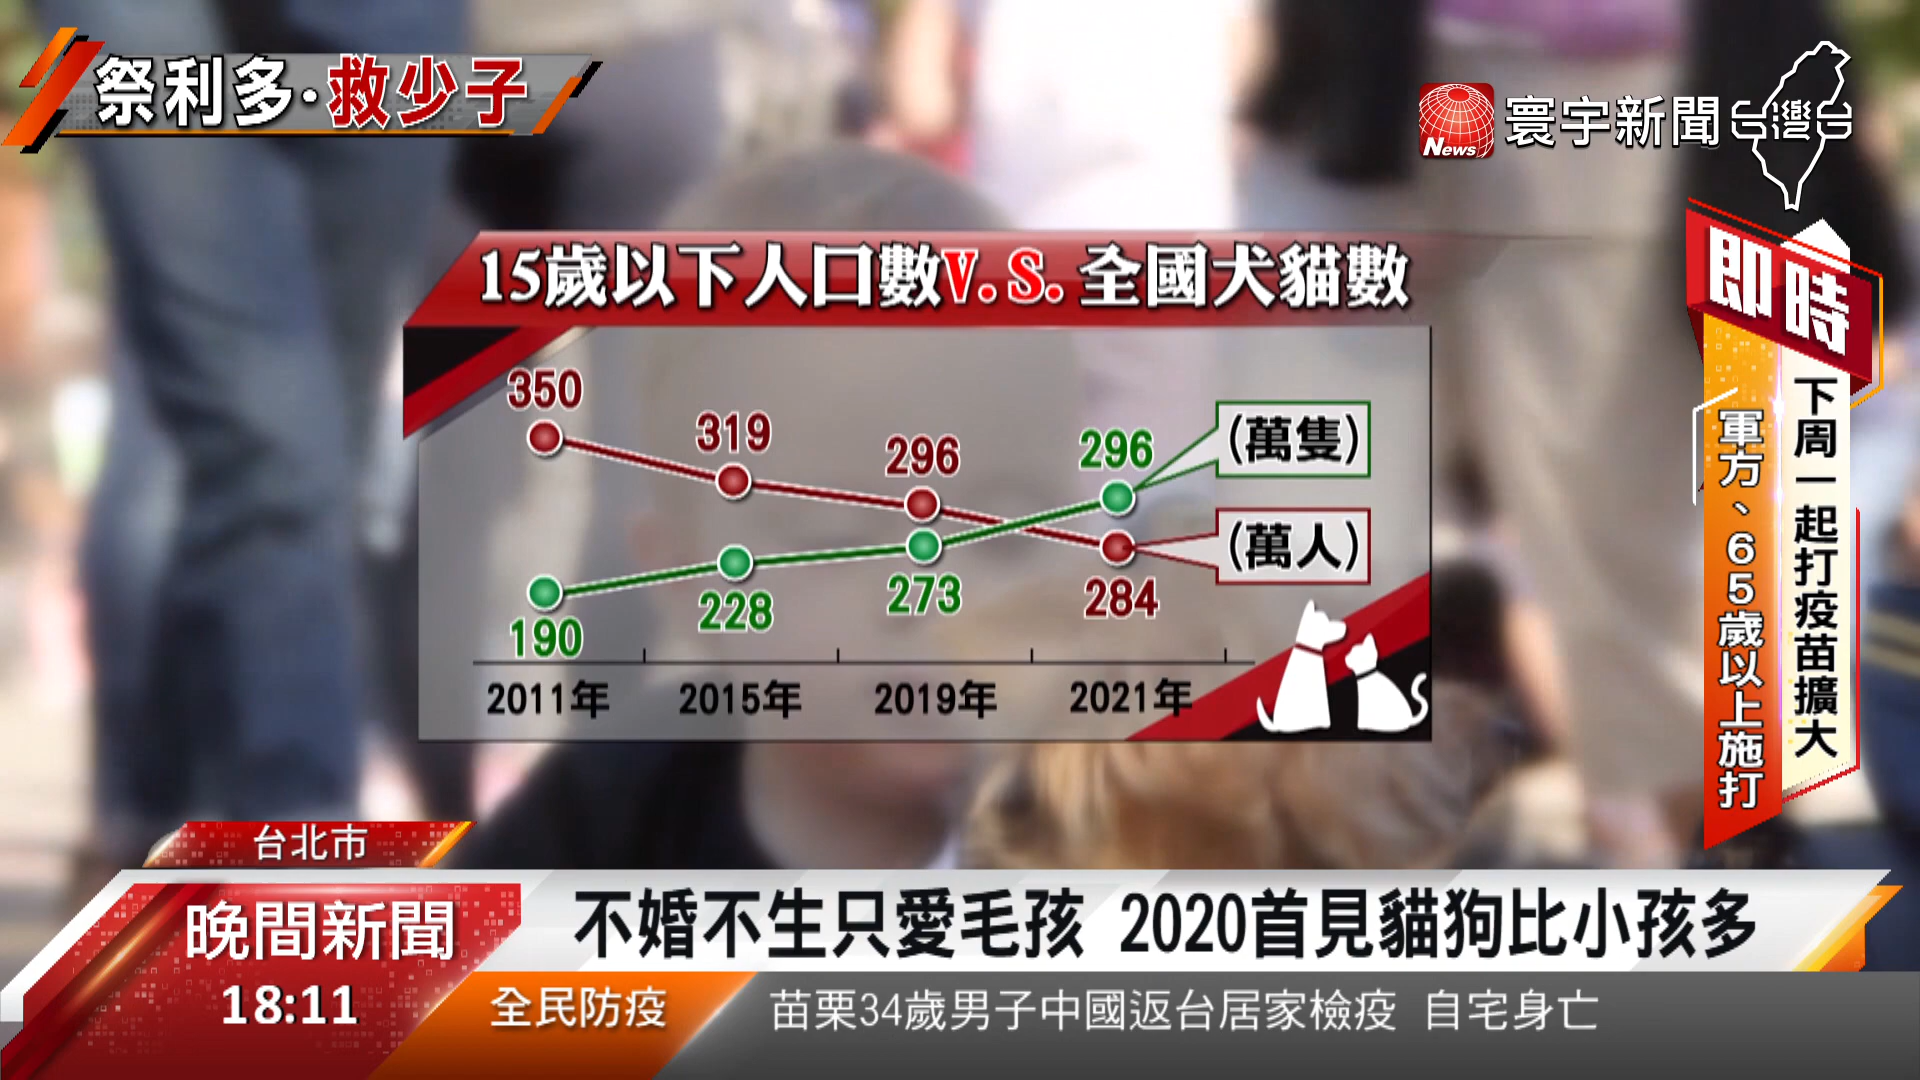 祭利多·救少子
News
寰宇新聞 台灣台
15歲以下人口數V.S.全國犬貓數
350
319
296
296
(萬隻)
190
228
273
284
(萬人)
2011年 2015年 2019年 2021年
即時
下周一起打疫苗擴大
軍方、65歲以上施打
台北市
晚間新聞
不婚不生只愛毛孩 2020首見貓狗比小孩多
18:11
全民防疫
苗栗34歲男子中國返台居家檢疫 自宅身亡